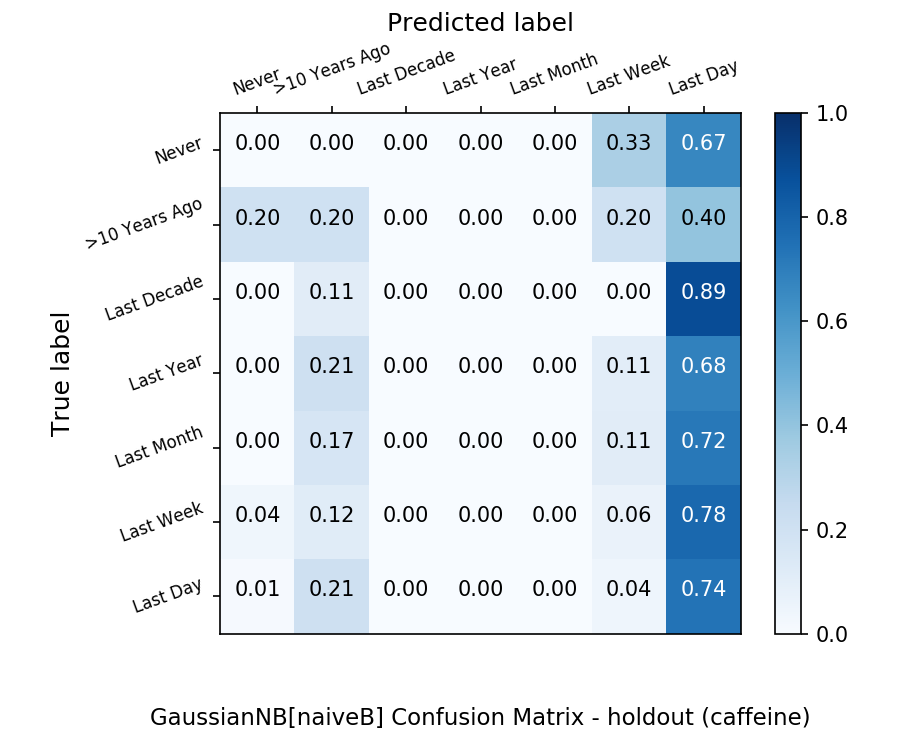 Predicted label
Never >10 Years Ago Last Decade Last Year Last Month Last Week Last Day
Never 0.00 0.00 0.00 0.00 0.00 0.33 0.67
>10 Years Ago 0.20 0.20 0.00 0.00 0.00 0.20 0.40
Last Decade 0.00 0.11 0.00 0.00 0.00 0.00 0.89
Last Year 0.00 0.21 0.00 0.00 0.00 0.11 0.68
Last Month 0.00 0.17 0.00 0.00 0.00 0.11 0.72
Last Week 0.04 0.12 0.00 0.00 0.00 0.06 0.78
Last Day 0.01 0.21 0.00 0.00 0.00 0.04 0.74
True label
1.0
0.8
0.6
0.4
0.2
0.0
GaussianNB[naiveB] Confusion Matrix - holdout (caffeine)